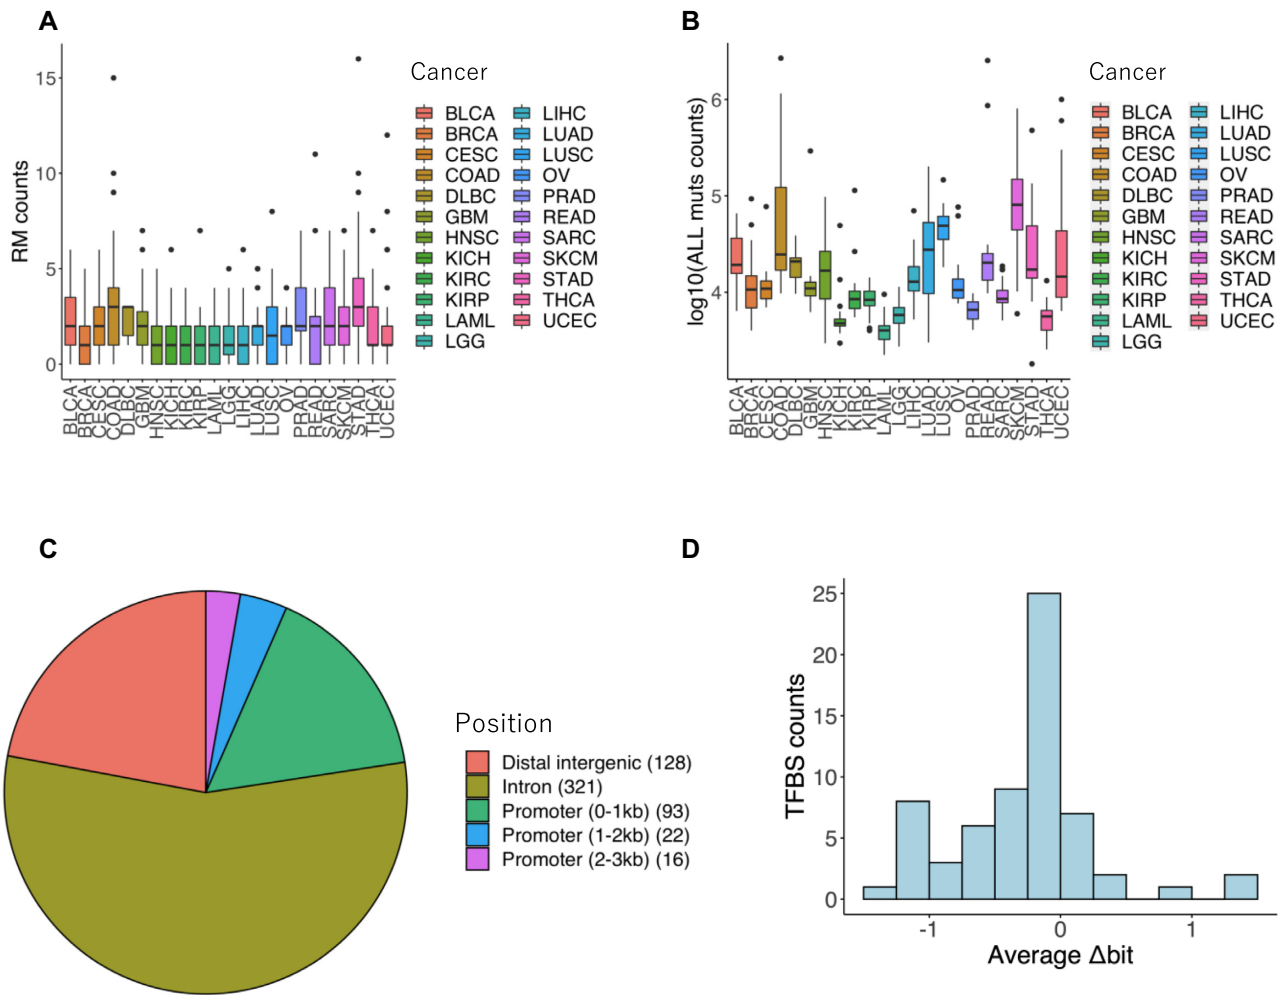 A
RM counts
15
10
5
0
BLCA
BRCA
CESC
COAD
DLBC
GBM
HNSC
KICH
KIRC
KIRP
LAML
LGG
LIHC
LUAD
LUSC
OV
PRAD
READ
SARC
SKCM
STAD
THCA
UCEC
Cancer
BLCA LIHC
BRCA LUAD
CESC LUSC
COAD OV
DLBC PRAD
GBM READ
HNSC SARC
KICH SKCM
KIRC STAD
KIRP THCA
LAML UCEC
LGG
B
log10(ALL muts counts)
6
5
4
BLCA
BRCA
CESC
COAD
DLBC
GBM
HNSC
KICH
KIRC
KIRP
LAML
LGG
LIHC
LUAD
LUSC
OV
PRAD
READ
SARC
SKCM
STAD
THCA
UCEC
Cancer
BLCA LIHC
BRCA LUAD
CESC LUSC
COAD OV
DLBC PRAD
GBM READ
HNSC SARC
KICH SKCM
KIRC STAD
KIRP THCA
LAML UCEC
LGG
C
Position
Distal intergenic (128)
Intron (321)
Promoter (0-1kb) (93)
Promoter (1-2kb) (22)
Promoter (2-3kb) (16)
D
TFBS counts
25
20
15
10
5
0
-1 0 1
Average Δbit